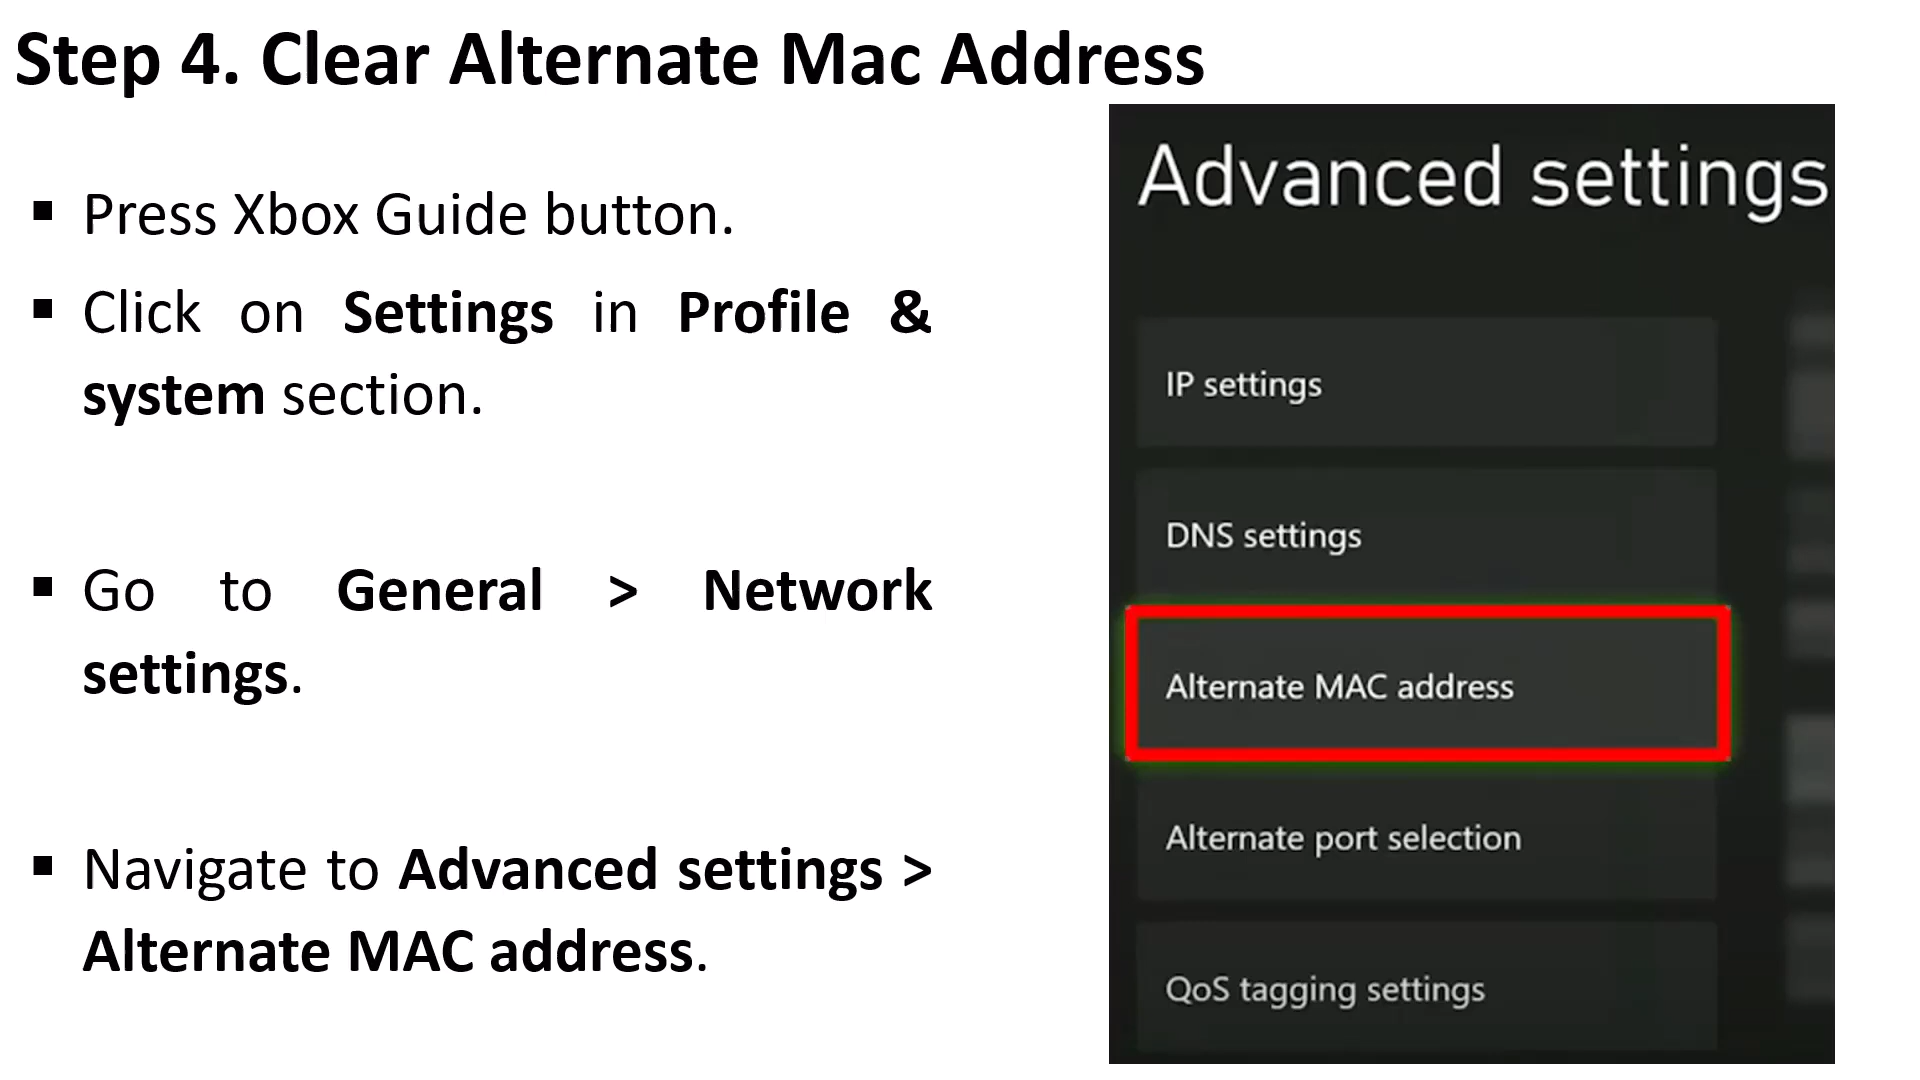 Step 4. Clear Alternate Mac Address
▪ Press Xbox Guide button.
▪ Click on Settings in Profile &
system section.
▪ Go to General > Network
settings.
▪ Navigate to Advanced settings >
Alternate MAC address.
Advanced settings
IP settings
DNS settings
Alternate MAC address
Alternate port selection
QoS tagging settings